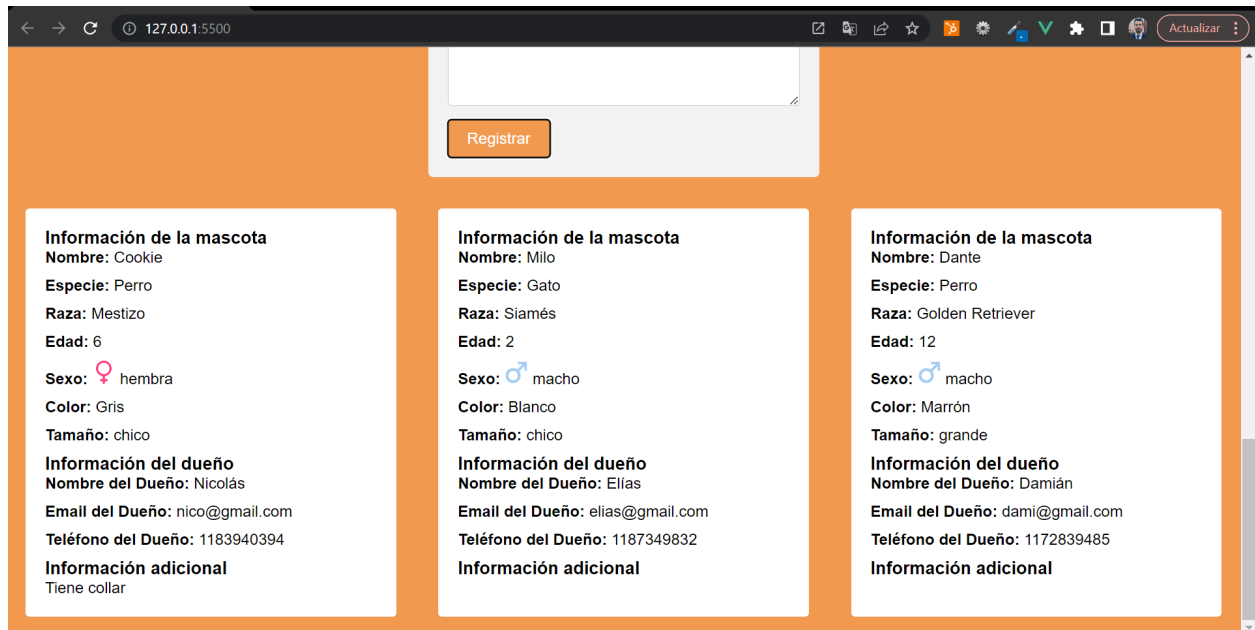 127.0.0.1:5500
Actualizar
Registrar
Información de la mascota
Nombre: Cookie
Especie: Perro
Raza: Mestizo
Edad: 6
Sexo: hembra
Color: Gris
Tamaño: chico
Información del dueño
Nombre del Dueño: Nicolás
Email del Dueño: nico@gmail.com
Teléfono del Dueño: 1183940394
Información adicional
Tiene collar
Información de la mascota
Nombre: Milo
Especie: Gato
Raza: Siamés
Edad: 2
Sexo: macho
Color: Blanco
Tamaño: chico
Información del dueño
Nombre del Dueño: Elías
Email del Dueño: elias@gmail.com
Teléfono del Dueño: 1187349832
Información adicional
Información de la mascota
Nombre: Dante
Especie: Perro
Raza: Golden Retriever
Edad: 12
Sexo: macho
Color: Marrón
Tamaño: grande
Información del dueño
Nombre del Dueño: Damián
Email del Dueño: dami@gmail.com
Teléfono del Dueño: 1172839485
Información adicional